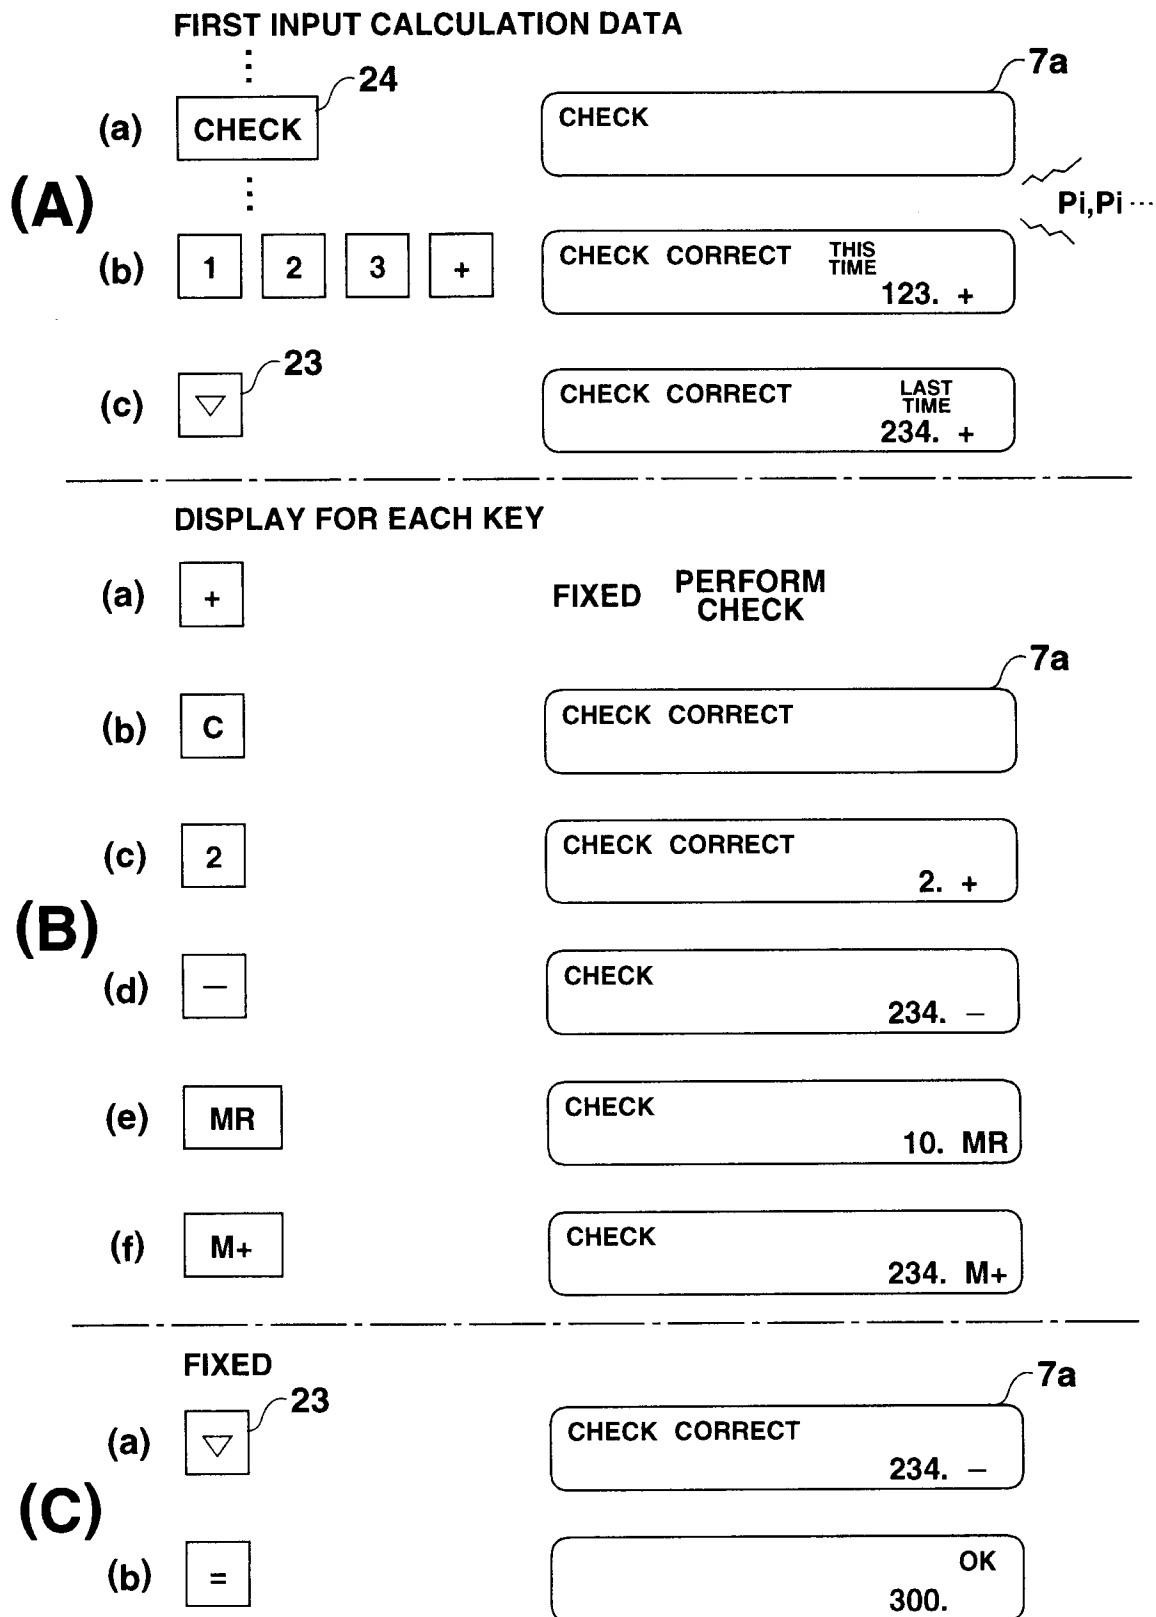 FIRST INPUT CALCULATION DATA
⋮
24
7a
(a) CHECK CHECK
⋮
(A)
Pi,Pi ···
(b) 1 2 3 + CHECK CORRECT THIS
TIME
123. +
23
(c) ▽ CHECK CORRECT LAST
TIME
234. +
DISPLAY FOR EACH KEY
(a) + FIXED PERFORM
CHECK
7a
(b) C CHECK CORRECT
(c) 2 CHECK CORRECT
2. +
(B)
(d) − CHECK
234. −
(e) MR CHECK
10. MR
(f) M+ CHECK
234. M+
FIXED
23
7a
(a) ▽ CHECK CORRECT
234. −
(C)
(b) = OK
300.